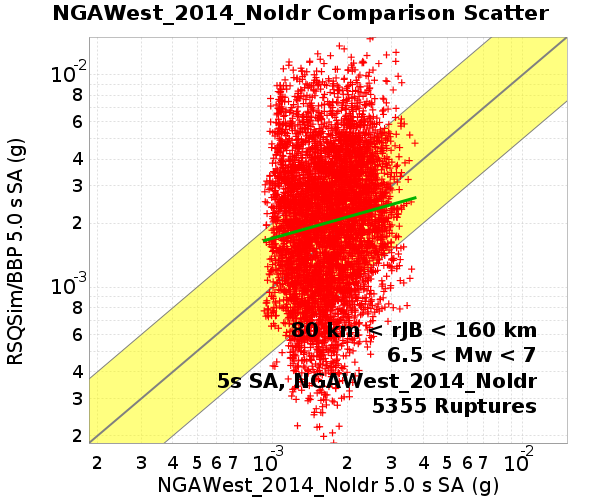 NGAWest_2014_NoIdr Comparison Scatter
RSQSim/BBP 5.0 s SA (g)
10-2
8
6
4
3
2
10-3
8
6
4
3
2
80 km < rJB < 160 km
6.5 < Mw < 7
5s SA, NGAWest_2014_NoIdr
5355 Ruptures
2 3 4 5 6 7 10-3 2 3 4 5 6 7 10-2
NGAWest_2014_NoIdr 5.0 s SA (g)